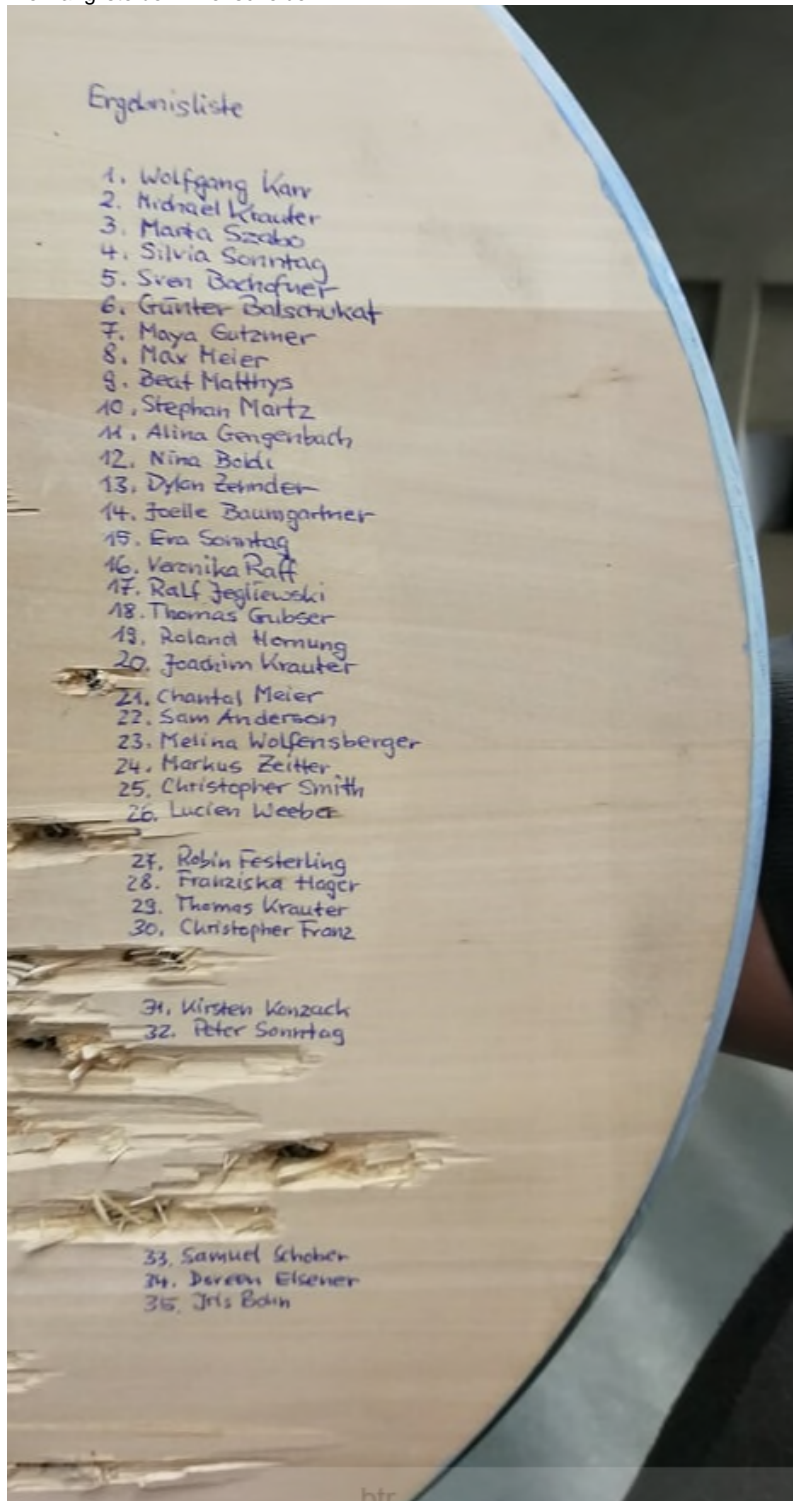 Ergebnisliste
1. Wolfgang Karr
2. Michael Krauter
3. Marta Szabo
4. Silvia Sonntag
5. Sven Bachofner
6. Günter Balschukat
7. Maya Gutzmer
8. Max Meier
9. Beat Matthys
10. Stephan Martz
11. Alina Gengenbach
12. Nina Boldi
13. Dylan Zehnder
14. Joelle Baumgartner
15. Eva Sonntag
16. Veronika Raff
17. Ralf Jegliewski
18. Thomas Gubser
19. Roland Hornung
20. Joachim Krauter
21. Chantal Meier
22. Sam Anderson
23. Melina Wolfensberger
24. Markus Zeitter
25. Christopher Smith
26. Lucien Weeber
27. Robin Festerling
28. Franziska Hager
29. Thomas Krauter
30. Christopher Franz
31. Kirsten Konzack
32. Peter Sonntag
33. Samuel Schober
34. Doreen Elsener
35. Iris Bohn